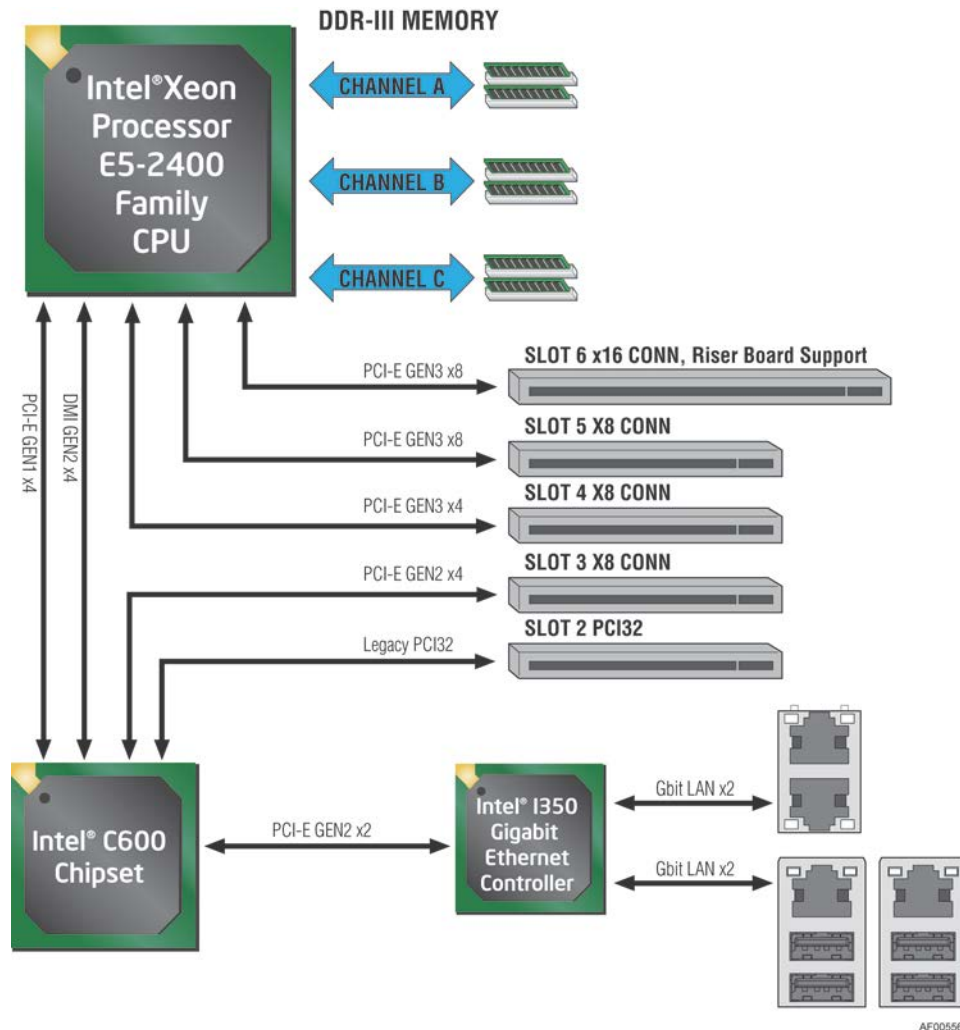 DDR-III MEMORY
Intel®Xeon
Processor
E5-2400
Family
CPU
CHANNEL A
CHANNEL B
CHANNEL C
PCI-E GEN1 x4
DMI GEN2 x4
SLOT 6 x16 CONN, Riser Board Support
PCI-E GEN3 x8
SLOT 5 X8 CONN
PCI-E GEN3 x8
SLOT 4 X8 CONN
PCI-E GEN3 x4
SLOT 3 X8 CONN
PCI-E GEN2 x4
SLOT 2 PCI32
Legacy PCI32
Intel® C600
Chipset
PCI-E GEN2 x2
Intel® I350
Gigabit
Ethernet
Controller
Gbit LAN x2
Gbit LAN x2